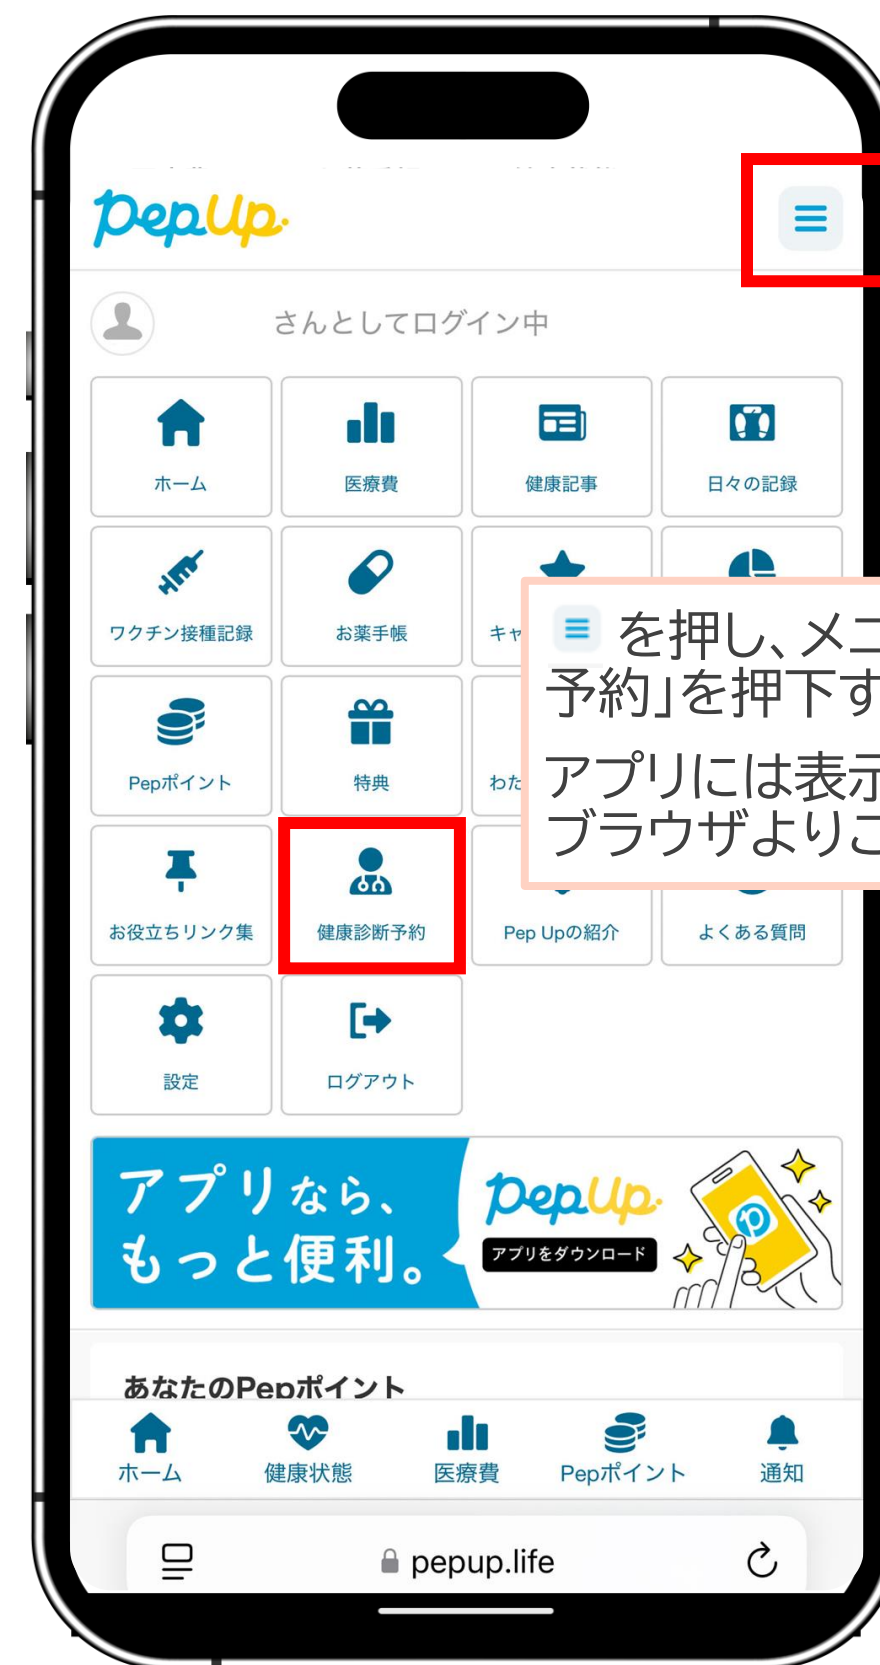 PepUp.
さんとしてログイン中
ホーム
医療費
健康記事
日々の記録
ワクチン接種記録
お薬手帳
キャ
を押し、メニ
予約」を押下す
アプリには表示
ブラウザよりご
Pepポイント
特典
わた
お役立ちリンク集
健康診断予約
Pep Upの紹介
よくある質問
設定
ログアウト
アプリなら、
もっと便利。
PepUp.
アプリをダウンロード
あなたのPepポイント
ホーム
健康状態
医療費
Pepポイント
通知
pepup.life